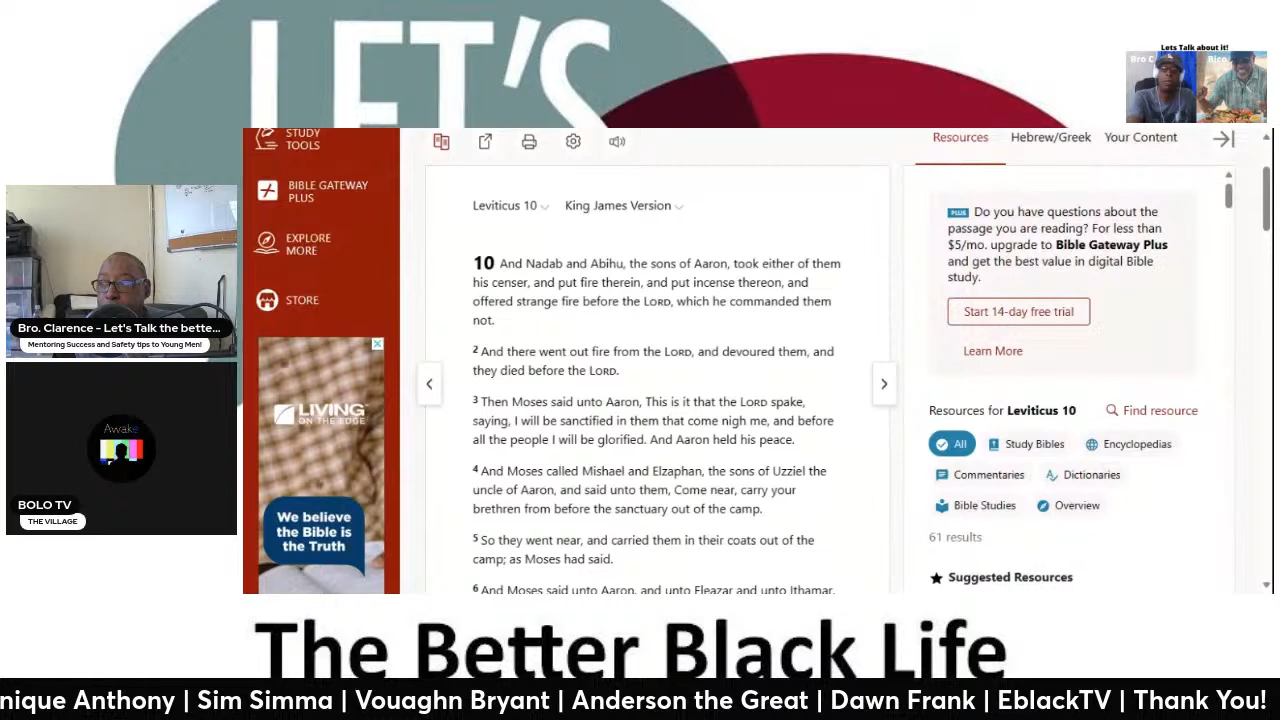 LET'S
Lets Talk about it!
Bro C
Rico
STUDY
TOOLS
BIBLE GATEWAY
PLUS
EXPLORE
MORE
STORE
LIVING
ON THE EDGE
We believe
the Bible is
the Truth
Resources Hebrew/Greek Your Content
Leviticus 10 King James Version
10 And Nadab and Abihu, the sons of Aaron, took either of them
his censer, and put fire therein, and put incense thereon, and
offered strange fire before the LORD, which he commanded them
not.
2 And there went out fire from the LORD, and devoured them, and
they died before the LORD.
3 Then Moses said unto Aaron, This is it that the LORD spake,
saying, I will be sanctified in them that come nigh me, and before
all the people I will be glorified. And Aaron held his peace.
4 And Moses called Mishael and Elzaphan, the sons of Uzziel the
uncle of Aaron, and said unto them, Come near, carry your
brethren from before the sanctuary out of the camp.
5 So they went near, and carried them in their coats out of the
camp; as Moses had said.
6 And Moses said unto Aaron, and unto Eleazar and unto Ithamar,
PLUS Do you have questions about the
passage you are reading? For less than
$5/mo. upgrade to Bible Gateway Plus
and get the best value in digital Bible
study.
Start 14-day free trial
Learn More
Resources for Leviticus 10 Find resource
All Study Bibles Encyclopedias
Commentaries Dictionaries
Bible Studies Overview
61 results
Suggested Resources
Bro. Clarence - Let's Talk the bette...
Mentoring Success and Safety tips to Young Men!
Awake
BOLO TV
THE VILLAGE
The Better Black Life
nique Anthony | Sim Simma | Vouaghn Bryant | Anderson the Great | Dawn Frank | EblackTV | Thank You!